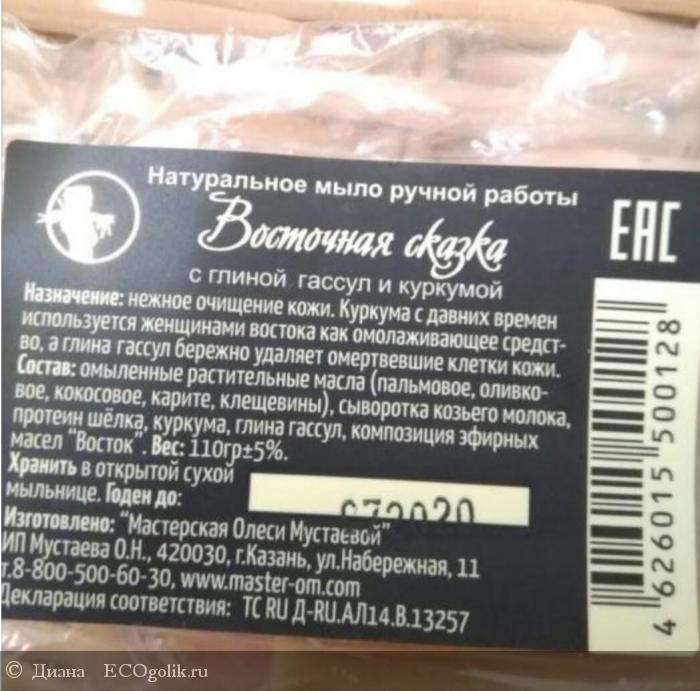 Натуральное мыло ручной работы
Восточная сказка
с глиной гассул и куркумой
EAC
Назначение: нежное очищение кожи. Куркума с давних времен
используется женщинами востока как омолаживающее средст-
во, а глина гассул бережно удаляет омертвевшие клетки кожи.
Состав: омыленные растительные масла (пальмовое, оливко-
вое, кокосовое, карите, клещевины), сыворотка козьего молока,
протеин шёлка, куркума, глина гассул, композиция эфирных
масел "Восток". Вес: 110гр±5%.
Хранить в открытой сухой
мыльнице. Годен до:
Изготовлено: "Мастерская Олеси Мустаевой"
ИП Мустаева О.Н., 420030, г.Казань, ул.Набережная, 11
т.8-800-500-60-30, www.master-om.com
Декларация соответствия: ТС RU Д-RU.АЛ14.В.13257
4 626015 500128
© Диана ECOgolik.ru